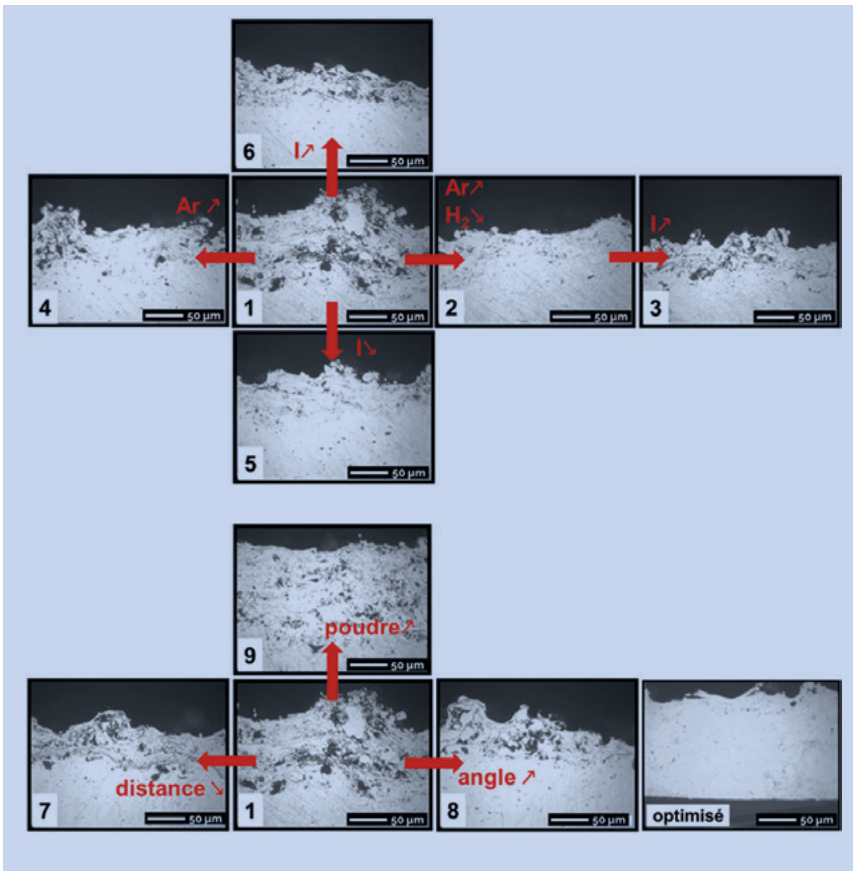 6
I↗
50 µm
Ar ↗
4
50 µm
1
50 µm
Ar↗
H₂↘
2
50 µm
I↗
3
50 µm
I↘
5
50 µm
poudre↗
9
50 µm
distance ↘
7
50 µm
1
50 µm
angle ↗
8
50 µm
optimisé
50 µm